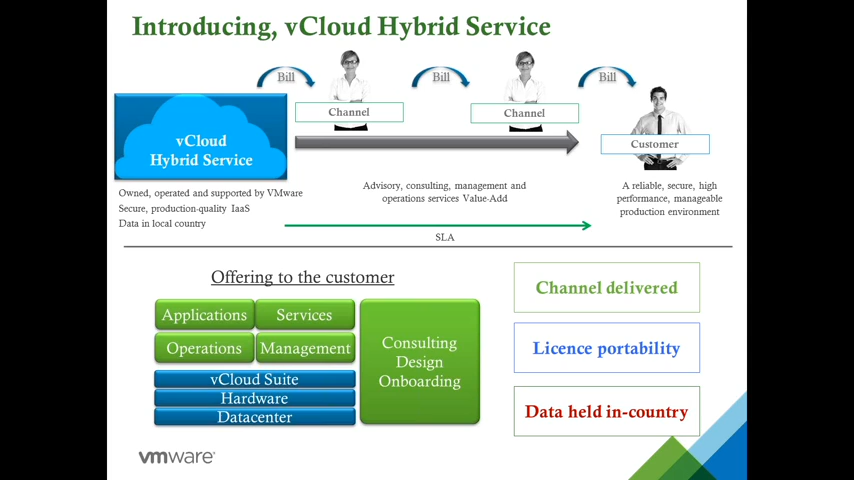 Introducing, vCloud Hybrid Service
Bill
Bill
Bill
Channel
Channel
Customer
vCloud
Hybrid Service
Owned, operated and supported by VMware
Secure, production-quality IaaS
Data in local country
Advisory, consulting, management and
operations services Value-Add
A reliable, secure, high
performance, manageable
production environment
SLA
Offering to the customer
Applications
Services
Operations
Management
vCloud Suite
Hardware
Datacenter
Consulting
Design
Onboarding
Channel delivered
Licence portability
Data held in-country
vmware